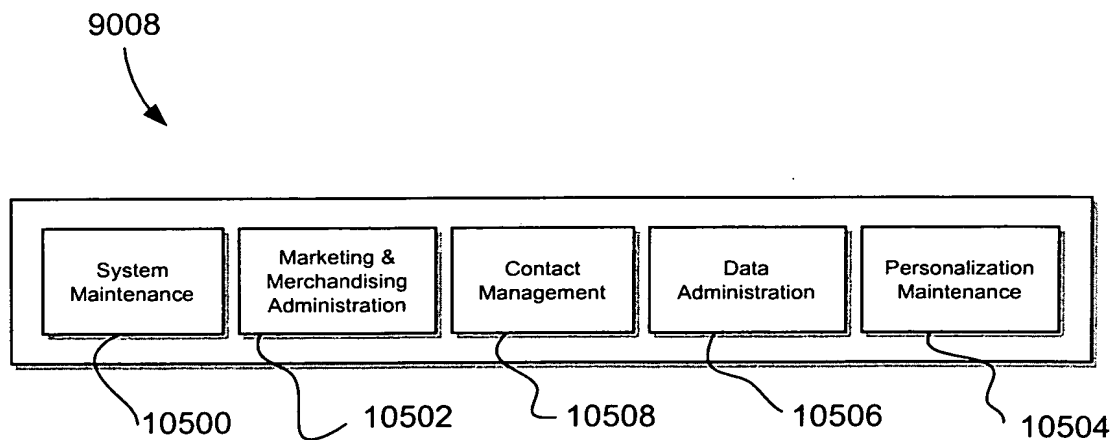 9008
System
Maintenance
Marketing &
Merchandising
Administration
Contact
Management
Data
Administration
Personalization
Maintenance
10500
10502
10508
10506
10504